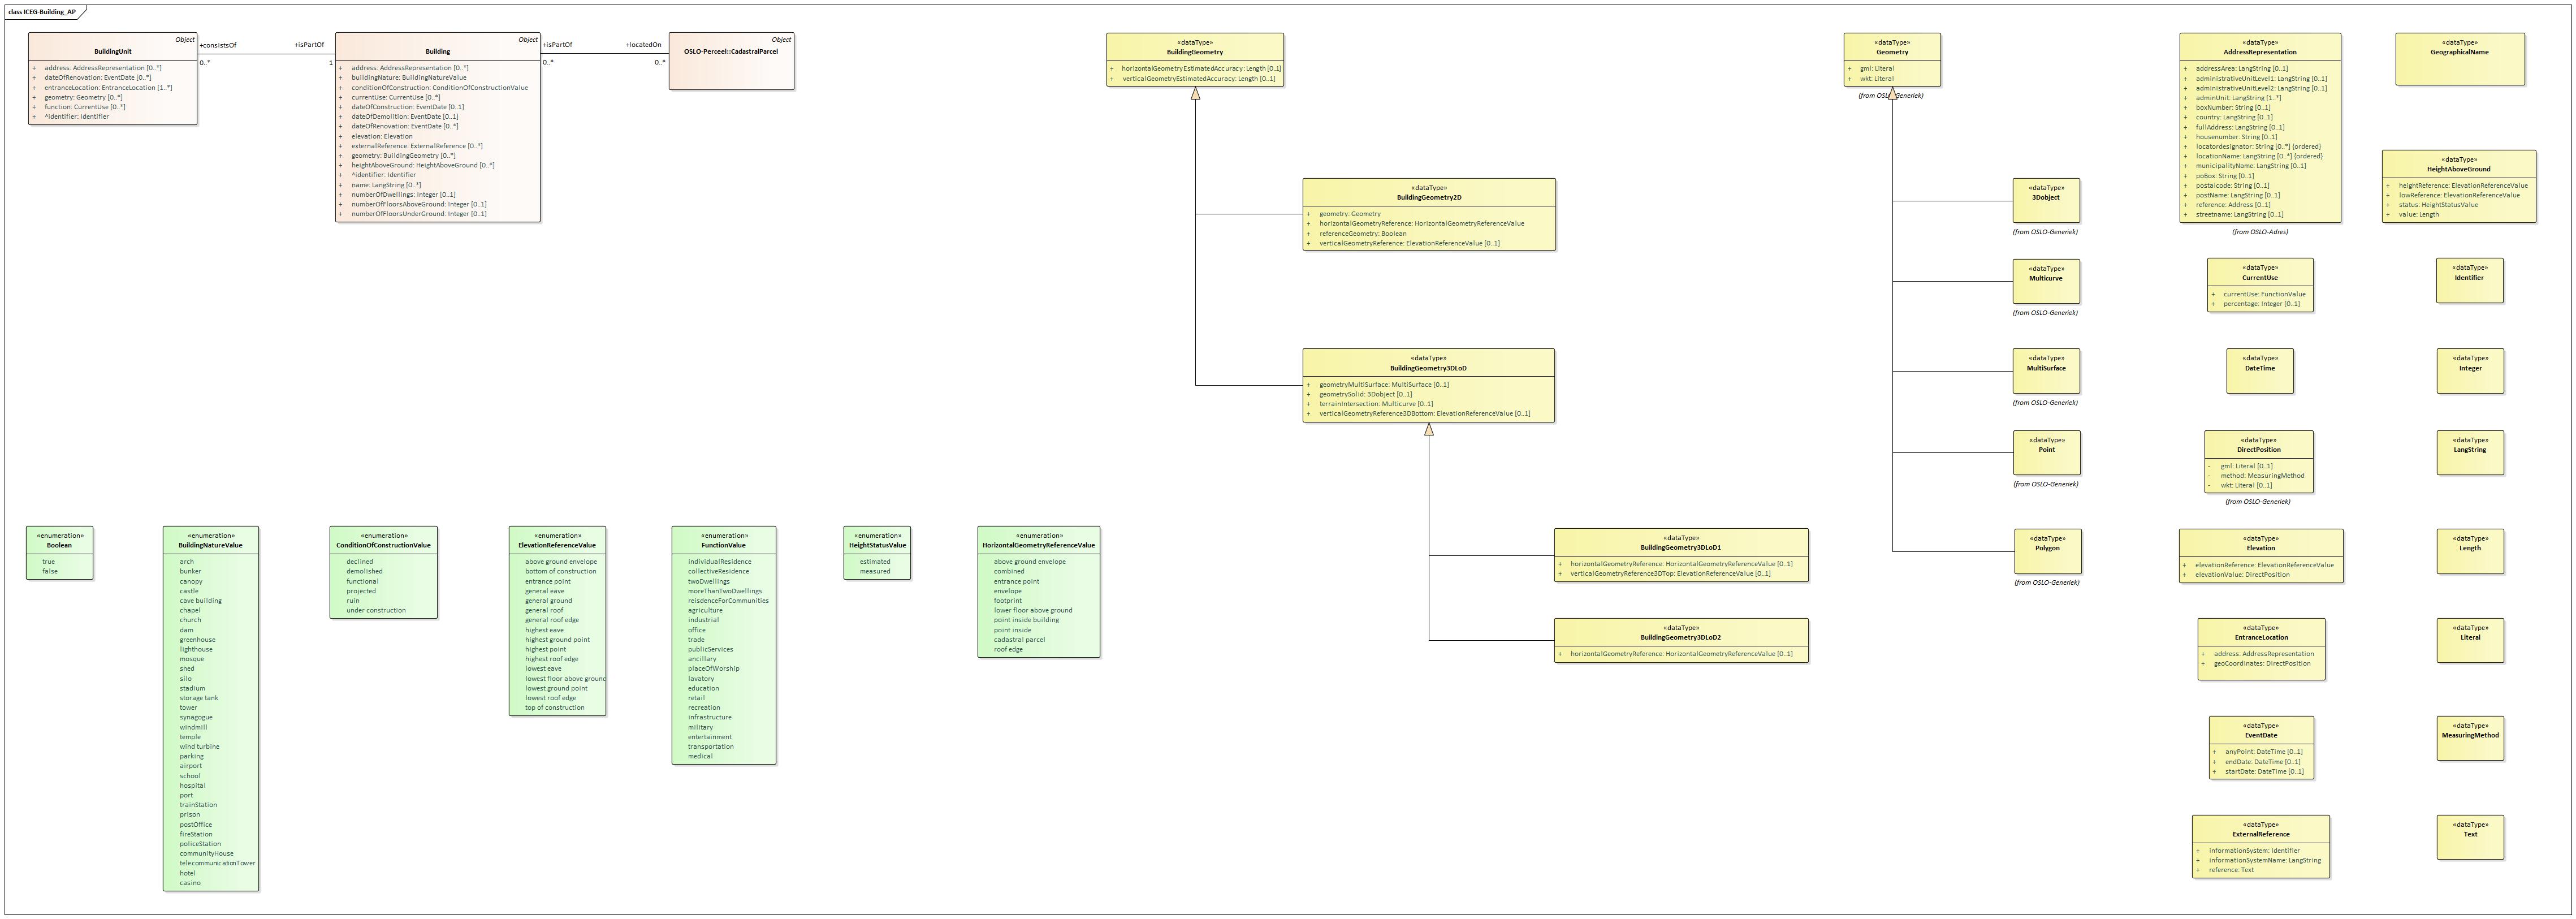 class ICEG-Building_AP
Object
BuildingUnit
+ address: AddressRepresentation [0..*]
+ dateOfRenovation: EventDate [0..*]
+ entranceLocation: EntranceLocation [1..*]
+ geometry: Geometry [0..*]
+ function: CurrentUse [0..*]
+ ^identifier: Identifier
+consistsOf
0..*
+isPartOf
1
Object
Building
+ address: AddressRepresentation [0..*]
+ buildingNature: BuildingNatureValue
+ conditionOfConstruction: ConditionOfConstructionValue
+ currentUse: CurrentUse [0..*]
+ dateOfConstruction: EventDate [0..1]
+ dateOfDemolition: EventDate [0..1]
+ dateOfRenovation: EventDate [0..*]
+ elevation: Elevation
+ externalReference: ExternalReference [0..*]
+ geometry: BuildingGeometry [0..*]
+ heightAboveGround: HeightAboveGround [0..*]
+ ^identifier: Identifier
+ name: LangString [0..*]
+ numberOfDwellings: Integer [0..1]
+ numberOfFloorsAboveGround: Integer [0..1]
+ numberOfFloorsUnderGround: Integer [0..1]
+isPartOf
0..*
+locatedOn
0..*
Object
OSLO-Perceel::CadastralParcel
«dataType»
BuildingGeometry
+ horizontalGeometryEstimatedAccuracy: Length [0..1]
+ verticalGeometryEstimatedAccuracy: Length [0..1]
«dataType»
BuildingGeometry2D
+ geometry: Geometry
+ horizontalGeometryReference: HorizontalGeometryReferenceValue
+ referenceGeometry: Boolean
+ verticalGeometryReference: ElevationReferenceValue [0..1]
«dataType»
BuildingGeometry3DLoD
+ geometryMultiSurface: MultiSurface [0..1]
+ geometrySolid: 3Dobject [0..1]
+ terrainIntersection: Multicurve [0..1]
+ verticalGeometryReference3DBottom: ElevationReferenceValue [0..1]
«dataType»
BuildingGeometry3DLoD1
+ horizontalGeometryReference: HorizontalGeometryReferenceValue [0..1]
+ verticalGeometryReference3DTop: ElevationReferenceValue [0..1]
«dataType»
BuildingGeometry3DLoD2
+ horizontalGeometryReference: HorizontalGeometryReferenceValue [0..1]
«dataType»
Geometry
+ gml: Literal
+ wkt: Literal
(from OSLO-Generiek)
«dataType»
3Dobject
(from OSLO-Generiek)
«dataType»
Multicurve
(from OSLO-Generiek)
«dataType»
MultiSurface
(from OSLO-Generiek)
«dataType»
Point
(from OSLO-Generiek)
«dataType»
Polygon
(from OSLO-Generiek)
«dataType»
AddressRepresentation
+ addressArea: LangString [0..1]
+ administrativeUnitLevel1: LangString [0..1]
+ administrativeUnitLevel2: LangString [0..1]
+ adminUnit: LangString [1..*]
+ boxNumber: String [0..1]
+ country: LangString [0..1]
+ fullAddress: LangString [0..1]
+ housenumber: String [0..1]
+ locatordesignator: String [0..*] {ordered}
+ locationName: LangString [0..*] {ordered}
+ municipalityName: LangString [0..1]
+ poBox: String [0..1]
+ postalcode: String [0..1]
+ postName: LangString [0..1]
+ reference: Address [0..1]
+ streetname: LangString [0..1]
(from OSLO-Adres)
«dataType»
CurrentUse
+ currentUse: FunctionValue
+ percentage: Integer [0..1]
«dataType»
DateTime
«dataType»
DirectPosition
- gml: Literal [0..1]
- method: MeasuringMethod
- wkt: Literal [0..1]
(from OSLO-Generiek)
«dataType»
Elevation
+ elevationReference: ElevationReferenceValue
+ elevationValue: DirectPosition
«dataType»
EntranceLocation
+ address: AddressRepresentation
+ geoCoordinates: DirectPosition
«dataType»
EventDate
+ anyPoint: DateTime [0..1]
+ endDate: DateTime [0..1]
+ startDate: DateTime [0..1]
«dataType»
ExternalReference
+ informationSystem: Identifier
+ informationSystemName: LangString
+ reference: Text
«dataType»
GeographicalName
«dataType»
HeightAboveGround
+ heightReference: ElevationReferenceValue
+ lowReference: ElevationReferenceValue
+ status: HeightStatusValue
+ value: Length
«dataType»
Identifier
«dataType»
Integer
«dataType»
LangString
«dataType»
Length
«dataType»
Literal
«dataType»
MeasuringMethod
«dataType»
Text
«enumeration»
Boolean
true
false
«enumeration»
BuildingNatureValue
arch
bunker
canopy
castle
cave building
chapel
church
dam
greenhouse
lighthouse
mosque
shed
silo
stadium
storage tank
tower
synagogue
windmill
temple
wind turbine
parking
airport
school
hospital
port
trainStation
prison
postOffice
fireStation
policeStation
communityHouse
telecommunicationTower
hotel
casino
«enumeration»
ConditionOfConstructionValue
declined
demolished
functional
projected
ruin
under construction
«enumeration»
ElevationReferenceValue
above ground envelope
bottom of construction
entrance point
general eave
general ground
general roof
general roof edge
highest eave
highest ground point
highest point
highest roof edge
lowest eave
lowest floor above ground
lowest ground point
lowest roof edge
top of construction
«enumeration»
FunctionValue
individualResidence
collectiveResidence
twoDwellings
moreThanTwoDwellings
reisdenceForCommunities
agriculture
industrial
office
trade
publicServices
ancillary
placeOfWorship
lavatory
education
retail
recreation
infrastructure
military
entertainment
transportation
medical
«enumeration»
HeightStatusValue
estimated
measured
«enumeration»
HorizontalGeometryReferenceValue
above ground envelope
combined
entrance point
envelope
footprint
lower floor above ground
point inside building
point inside
cadastral parcel
roof edge